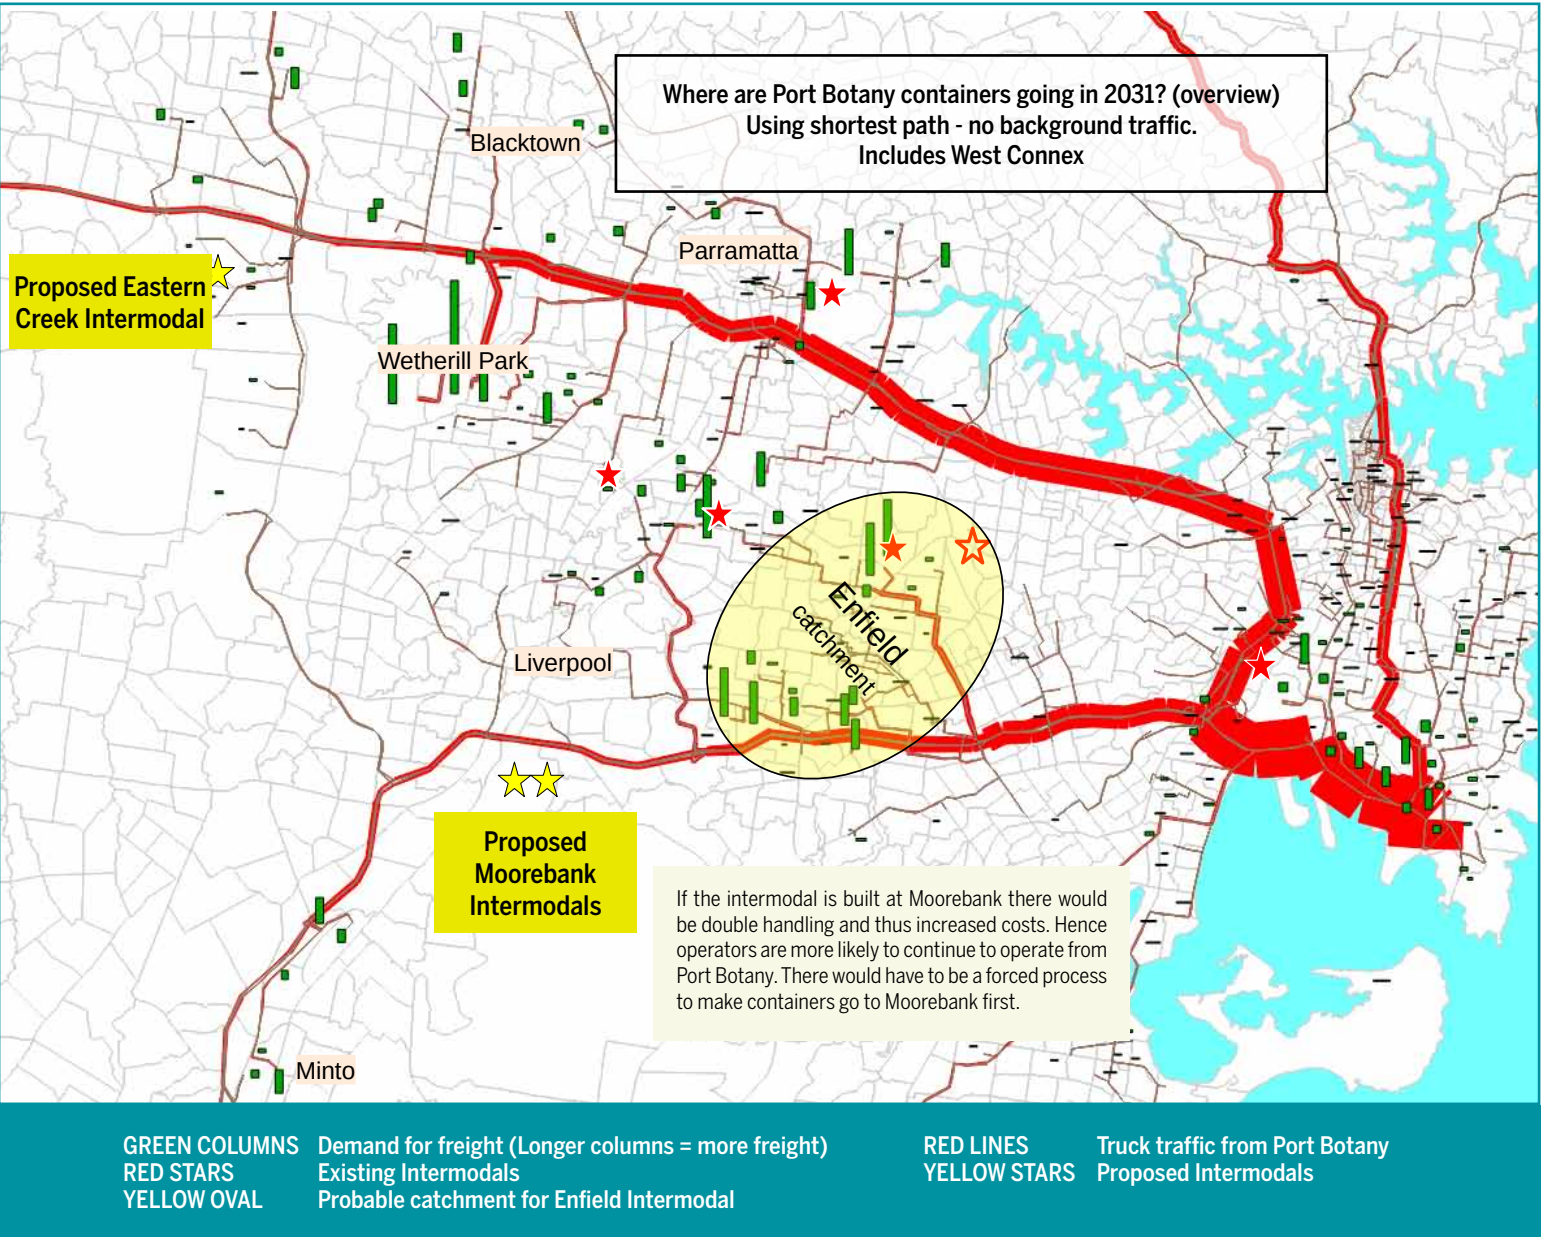 Where are Port Botany containers going in 2031? (overview)
Using shortest path - no background traffic.
Includes West Connex
Blacktown
Parramatta
Proposed Eastern
Creek Intermodal
Wetherill Park
Enfield
catchment
Liverpool
Proposed
Moorebank
Intermodals
If the intermodal is built at Moorebank there would
be double handling and thus increased costs. Hence
operators are more likely to continue to operate from
Port Botany. There would have to be a forced process
to make containers go to Moorebank first.
Minto
GREEN COLUMNS Demand for freight (Longer columns = more freight)
RED STARS Existing Intermodals
YELLOW OVAL Probable catchment for Enfield Intermodal
RED LINES Truck traffic from Port Botany
YELLOW STARS Proposed Intermodals